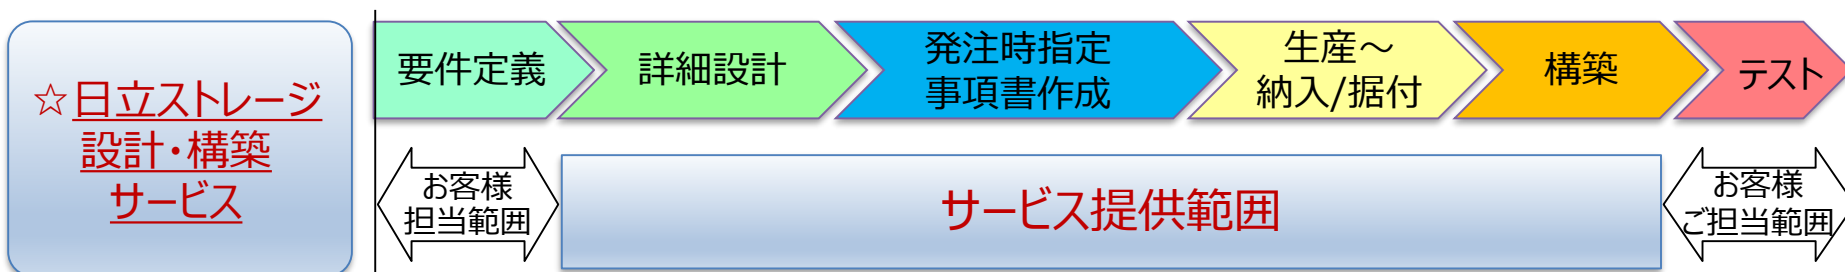 ☆日立ストレージ
設計・構築
サービス
要件定義
詳細設計
発注時指定
事項書作成
生産～
納入/据付
構築
テスト
お客様
担当範囲
サービス提供範囲
お客様
ご担当範囲